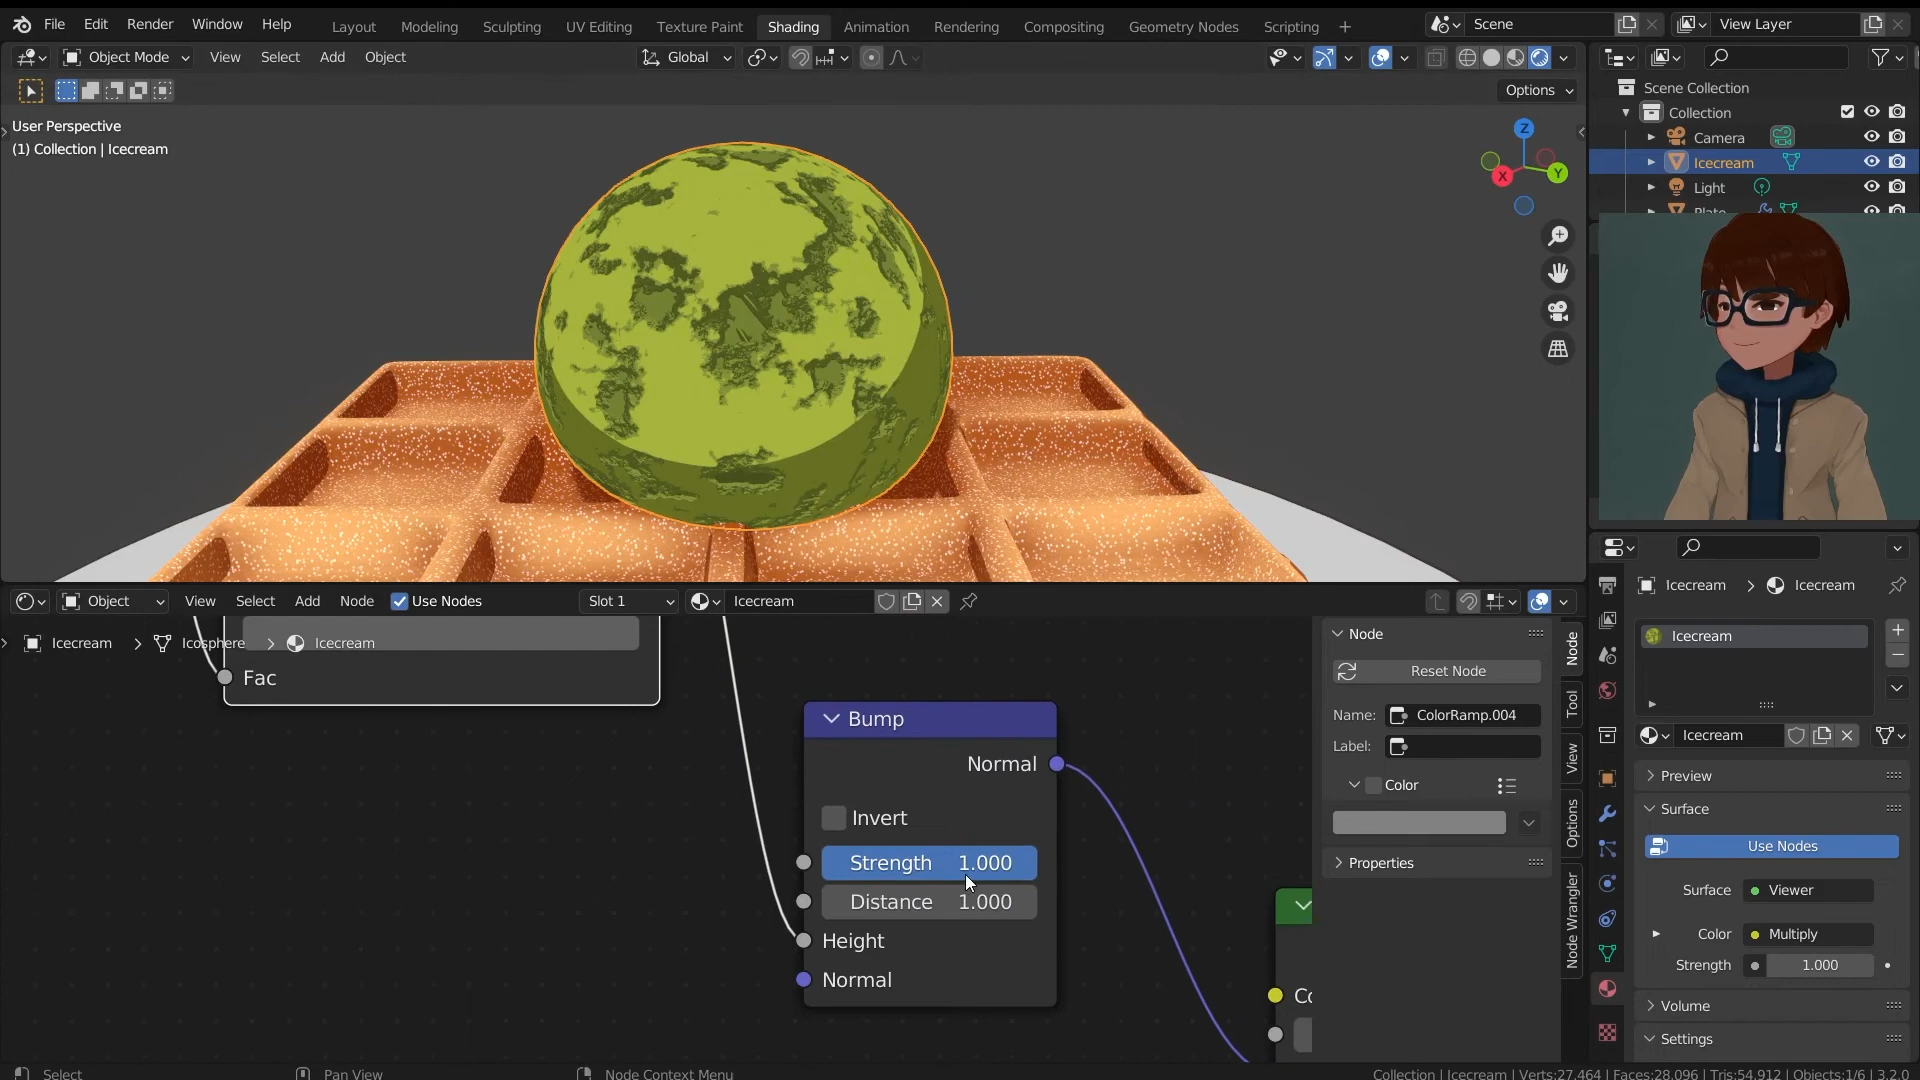 File Edit Render Window Help
Layout Modeling Sculpting UV Editing Texture Paint Shading Animation Rendering Compositing Geometry Nodes Scripting +
Scene
View Layer
Object Mode View Select Add Object
Global
Options
User Perspective
(1) Collection | Icecream
Z
X
Y
Scene Collection
Collection
Camera
Icecream
Light
Plate
Object View Select Add Node Use Nodes
Slot 1
Icecream
Icecream > Icosphere > Icecream
Fac
Bump
Normal
Invert
Strength 1.000
Distance 1.000
Height
Normal
Node
Reset Node
Name: ColorRamp.004
Label:
Color
Properties
Node
Tool
View
Options
Node Wrangler
Icecream > Icecream
Icecream
Icecream
Preview
Surface
Use Nodes
Surface Viewer
Color Multiply
Strength 1.000
Volume
Settings
Select
Pan View
Node Context Menu
Collection | Icecream | Verts:27,464 | Faces:28,096 | Tris:54,912 | Objects:1/6 | 3.2.0